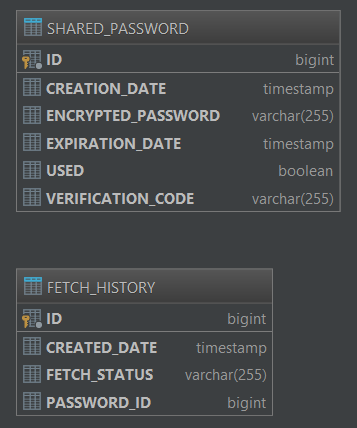 SHARED_PASSWORD
ID bigint
CREATION_DATE timestamp
ENCRYPTED_PASSWORD varchar(255)
EXPIRATION_DATE timestamp
USED boolean
VERIFICATION_CODE varchar(255)
FETCH_HISTORY
ID bigint
CREATED_DATE timestamp
FETCH_STATUS varchar(255)
PASSWORD_ID bigint